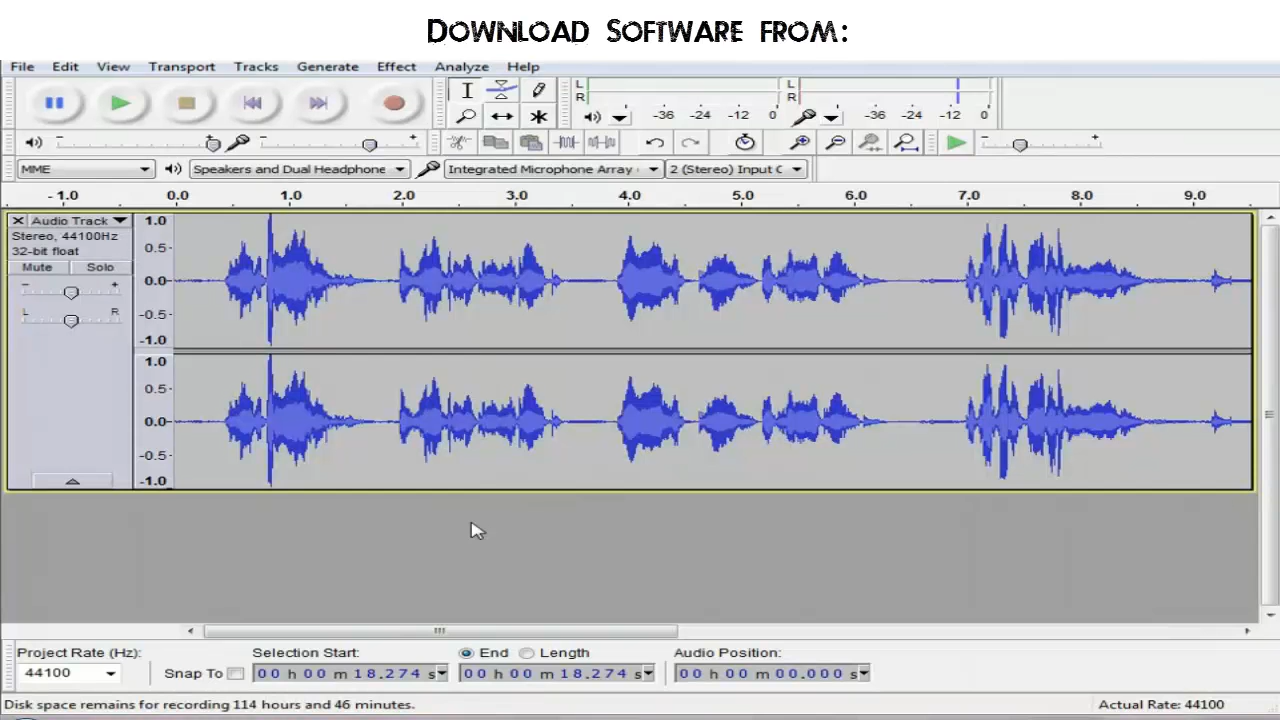 Download Software from:
File Edit View Transport Tracks Generate Effect Analyze Help
L R -36 -24 -12 0 L R -36 -24 -12 0
MME Speakers and Dual Headphone Integrated Microphone Array 2 (Stereo) Input C
-1.0 0.0 1.0 2.0 3.0 4.0 5.0 6.0 7.0 8.0 9.0
X Audio Track 1.0
Stereo, 44100Hz
32-bit float 0.5
Mute Solo
- + 0.0
L R -0.5
-1.0
1.0
0.5
0.0
-0.5
-1.0
Project Rate (Hz): Selection Start: End Length Audio Position:
44100 Snap To 00 h 00 m 18.274 s 00 h 00 m 18.274 s 00 h 00 m 00.000 s
Disk space remains for recording 114 hours and 46 minutes. Actual Rate: 44100